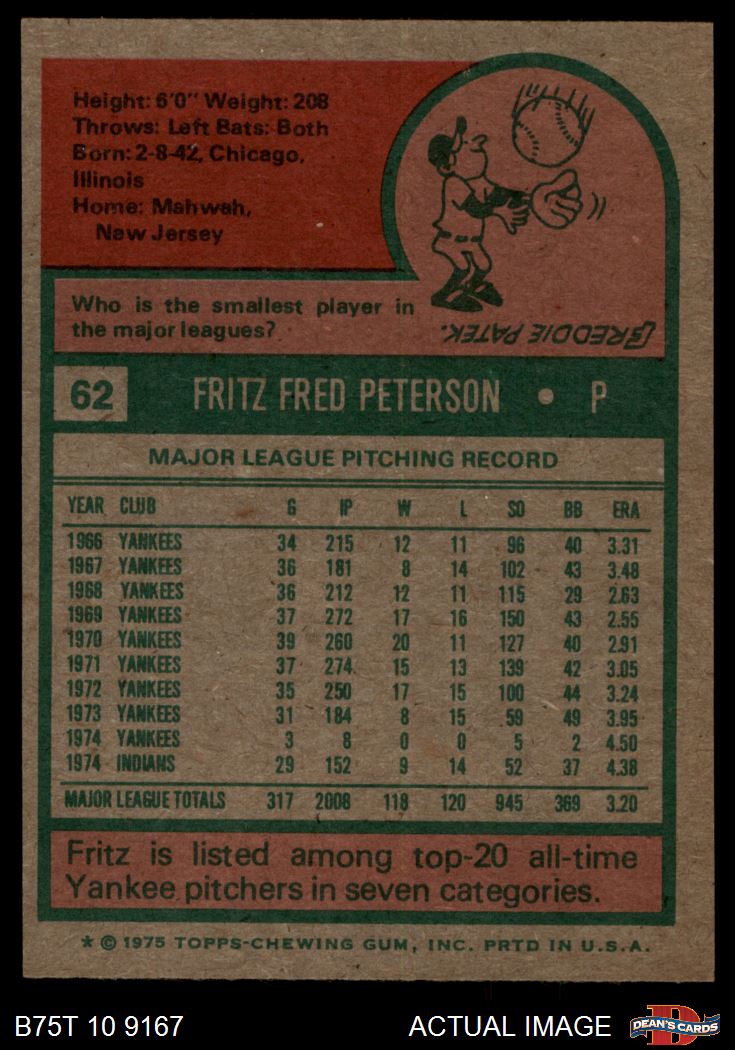 Height: 6'0" Weight: 208
Throws: Left Bats: Both
Born: 2-8-42, Chicago,
Illinois
Home: Mahwah,
New Jersey
Who is the smallest player in
the major leagues?
FREDDIE PATEK.
62 FRITZ FRED PETERSON • P
MAJOR LEAGUE PITCHING RECORD
YEAR CLUB G IP W L SO BB ERA
1966 YANKEES 34 215 12 11 96 40 3.31
1967 YANKEES 36 181 8 14 102 43 3.48
1968 YANKEES 36 212 12 11 115 29 2.63
1969 YANKEES 37 272 17 16 150 43 2.55
1970 YANKEES 39 260 20 11 127 40 2.91
1971 YANKEES 37 274 15 13 139 42 3.05
1972 YANKEES 35 250 17 15 100 44 3.24
1973 YANKEES 31 184 8 15 59 49 3.95
1974 YANKEES 3 8 0 0 5 2 4.50
1974 INDIANS 29 152 9 14 52 37 4.38
MAJOR LEAGUE TOTALS 317 2008 118 120 945 369 3.20
Fritz is listed among top-20 all-time
Yankee pitchers in seven categories.
* © 1975 TOPPS-CHEWING GUM, INC. PRTD IN U.S.A.
B75T 10 9167 ACTUAL IMAGE DEAN'S CARDS